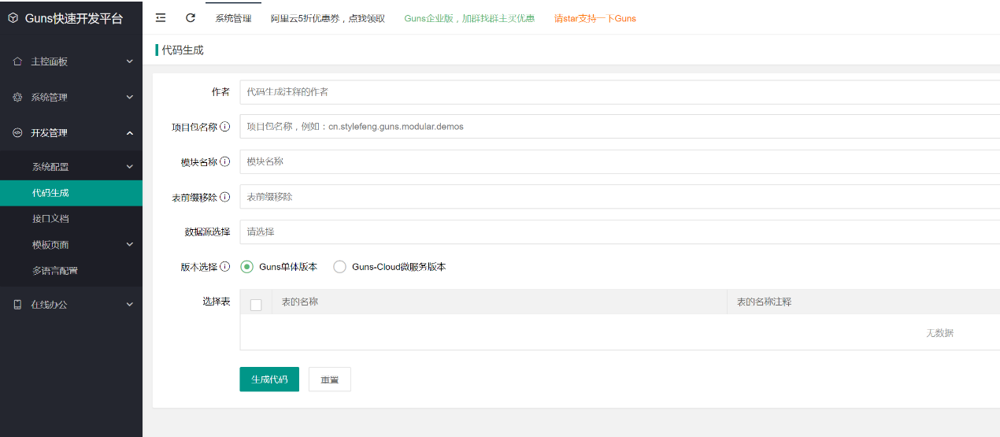 Guns快速开发平台
系统管理 阿里云5折优惠券，点我领取 Guns企业版，加群找群主买优惠 请star支持一下Guns
主控面板
系统管理
开发管理
系统配置
代码生成
接口文档
模板页面
多语言配置
在线办公
代码生成
作者 代码生成注释的作者
项目包名称 项目包名称，例如：cn.stylefeng.guns.modular.demos
模块名称 模块名称
表前缀移除 表前缀移除
数据源选择 请选择
版本选择 Guns单体版本 Guns-Cloud微服务版本
选择表 表的名称 表的名称注释
无数据
生成代码 重置